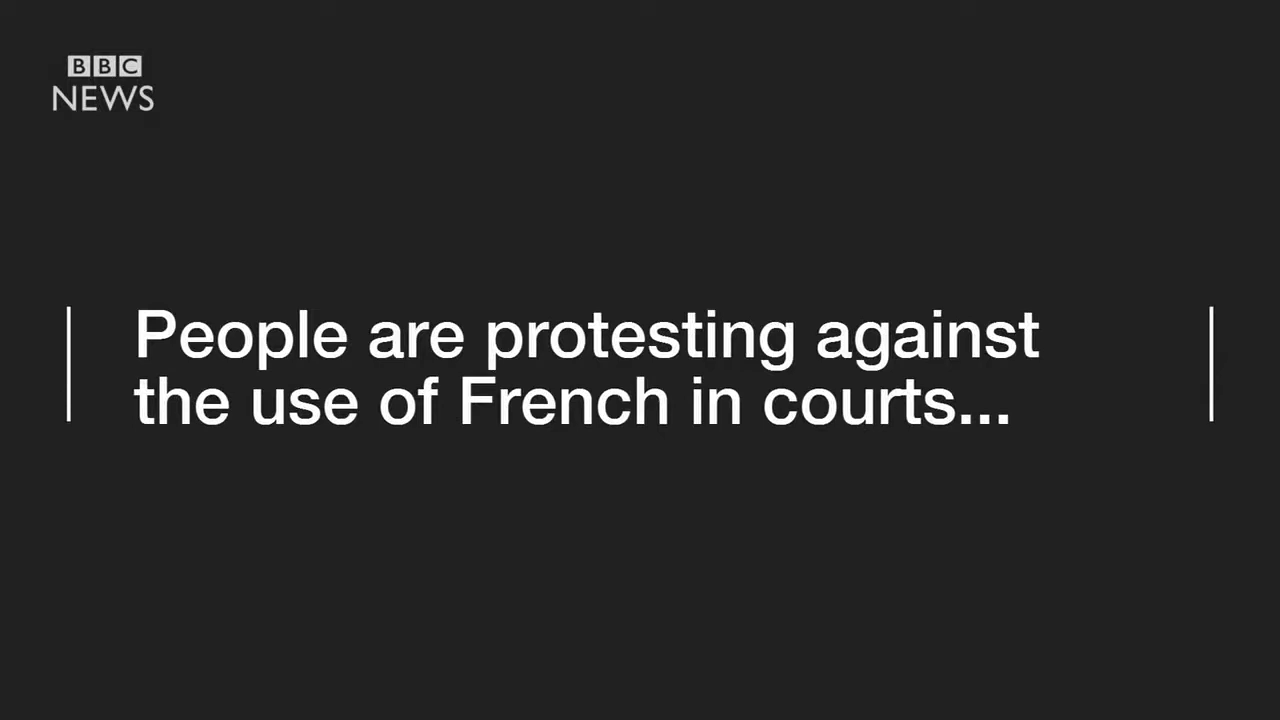 BBC
NEWS
People are protesting against
the use of French in courts...